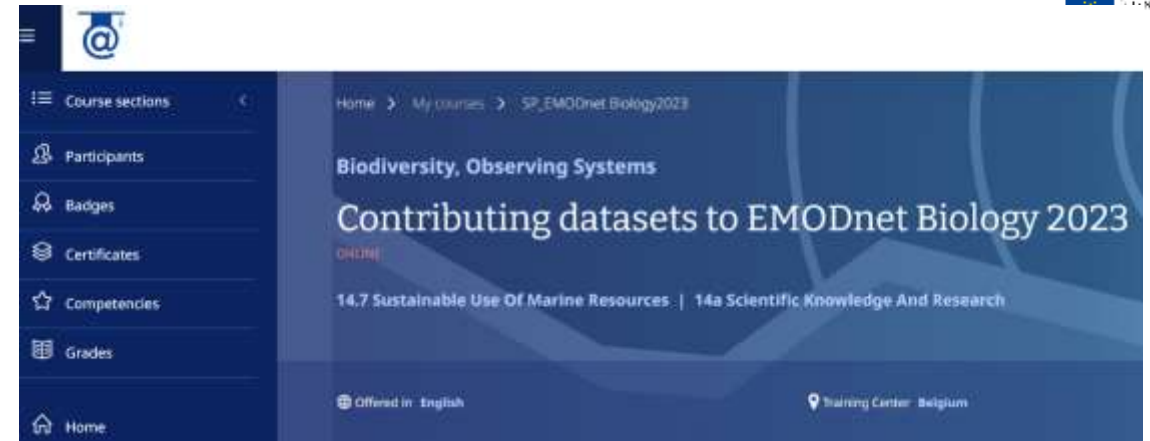 @
Course sections
Participants
Badges
Certificates
Competencies
Grades
Home
Home > My courses > SP_EMODnet Biology2023
Biodiversity, Observing Systems
Contributing datasets to EMODnet Biology 2023
ONLINE
14.7 Sustainable Use Of Marine Resources | 14a Scientific Knowledge And Research
Offered in English
Training Center Belgium